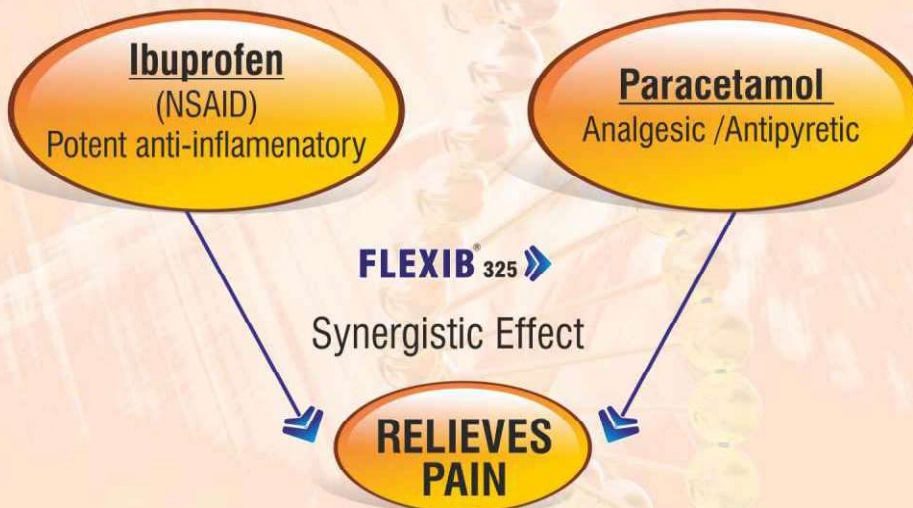 Ibuprofen
(NSAID)
Potent anti-inflamenatory
Paracetamol
Analgesic /Antipyretic
FLEXIB® 325
Synergistic Effect
RELIEVES
PAIN